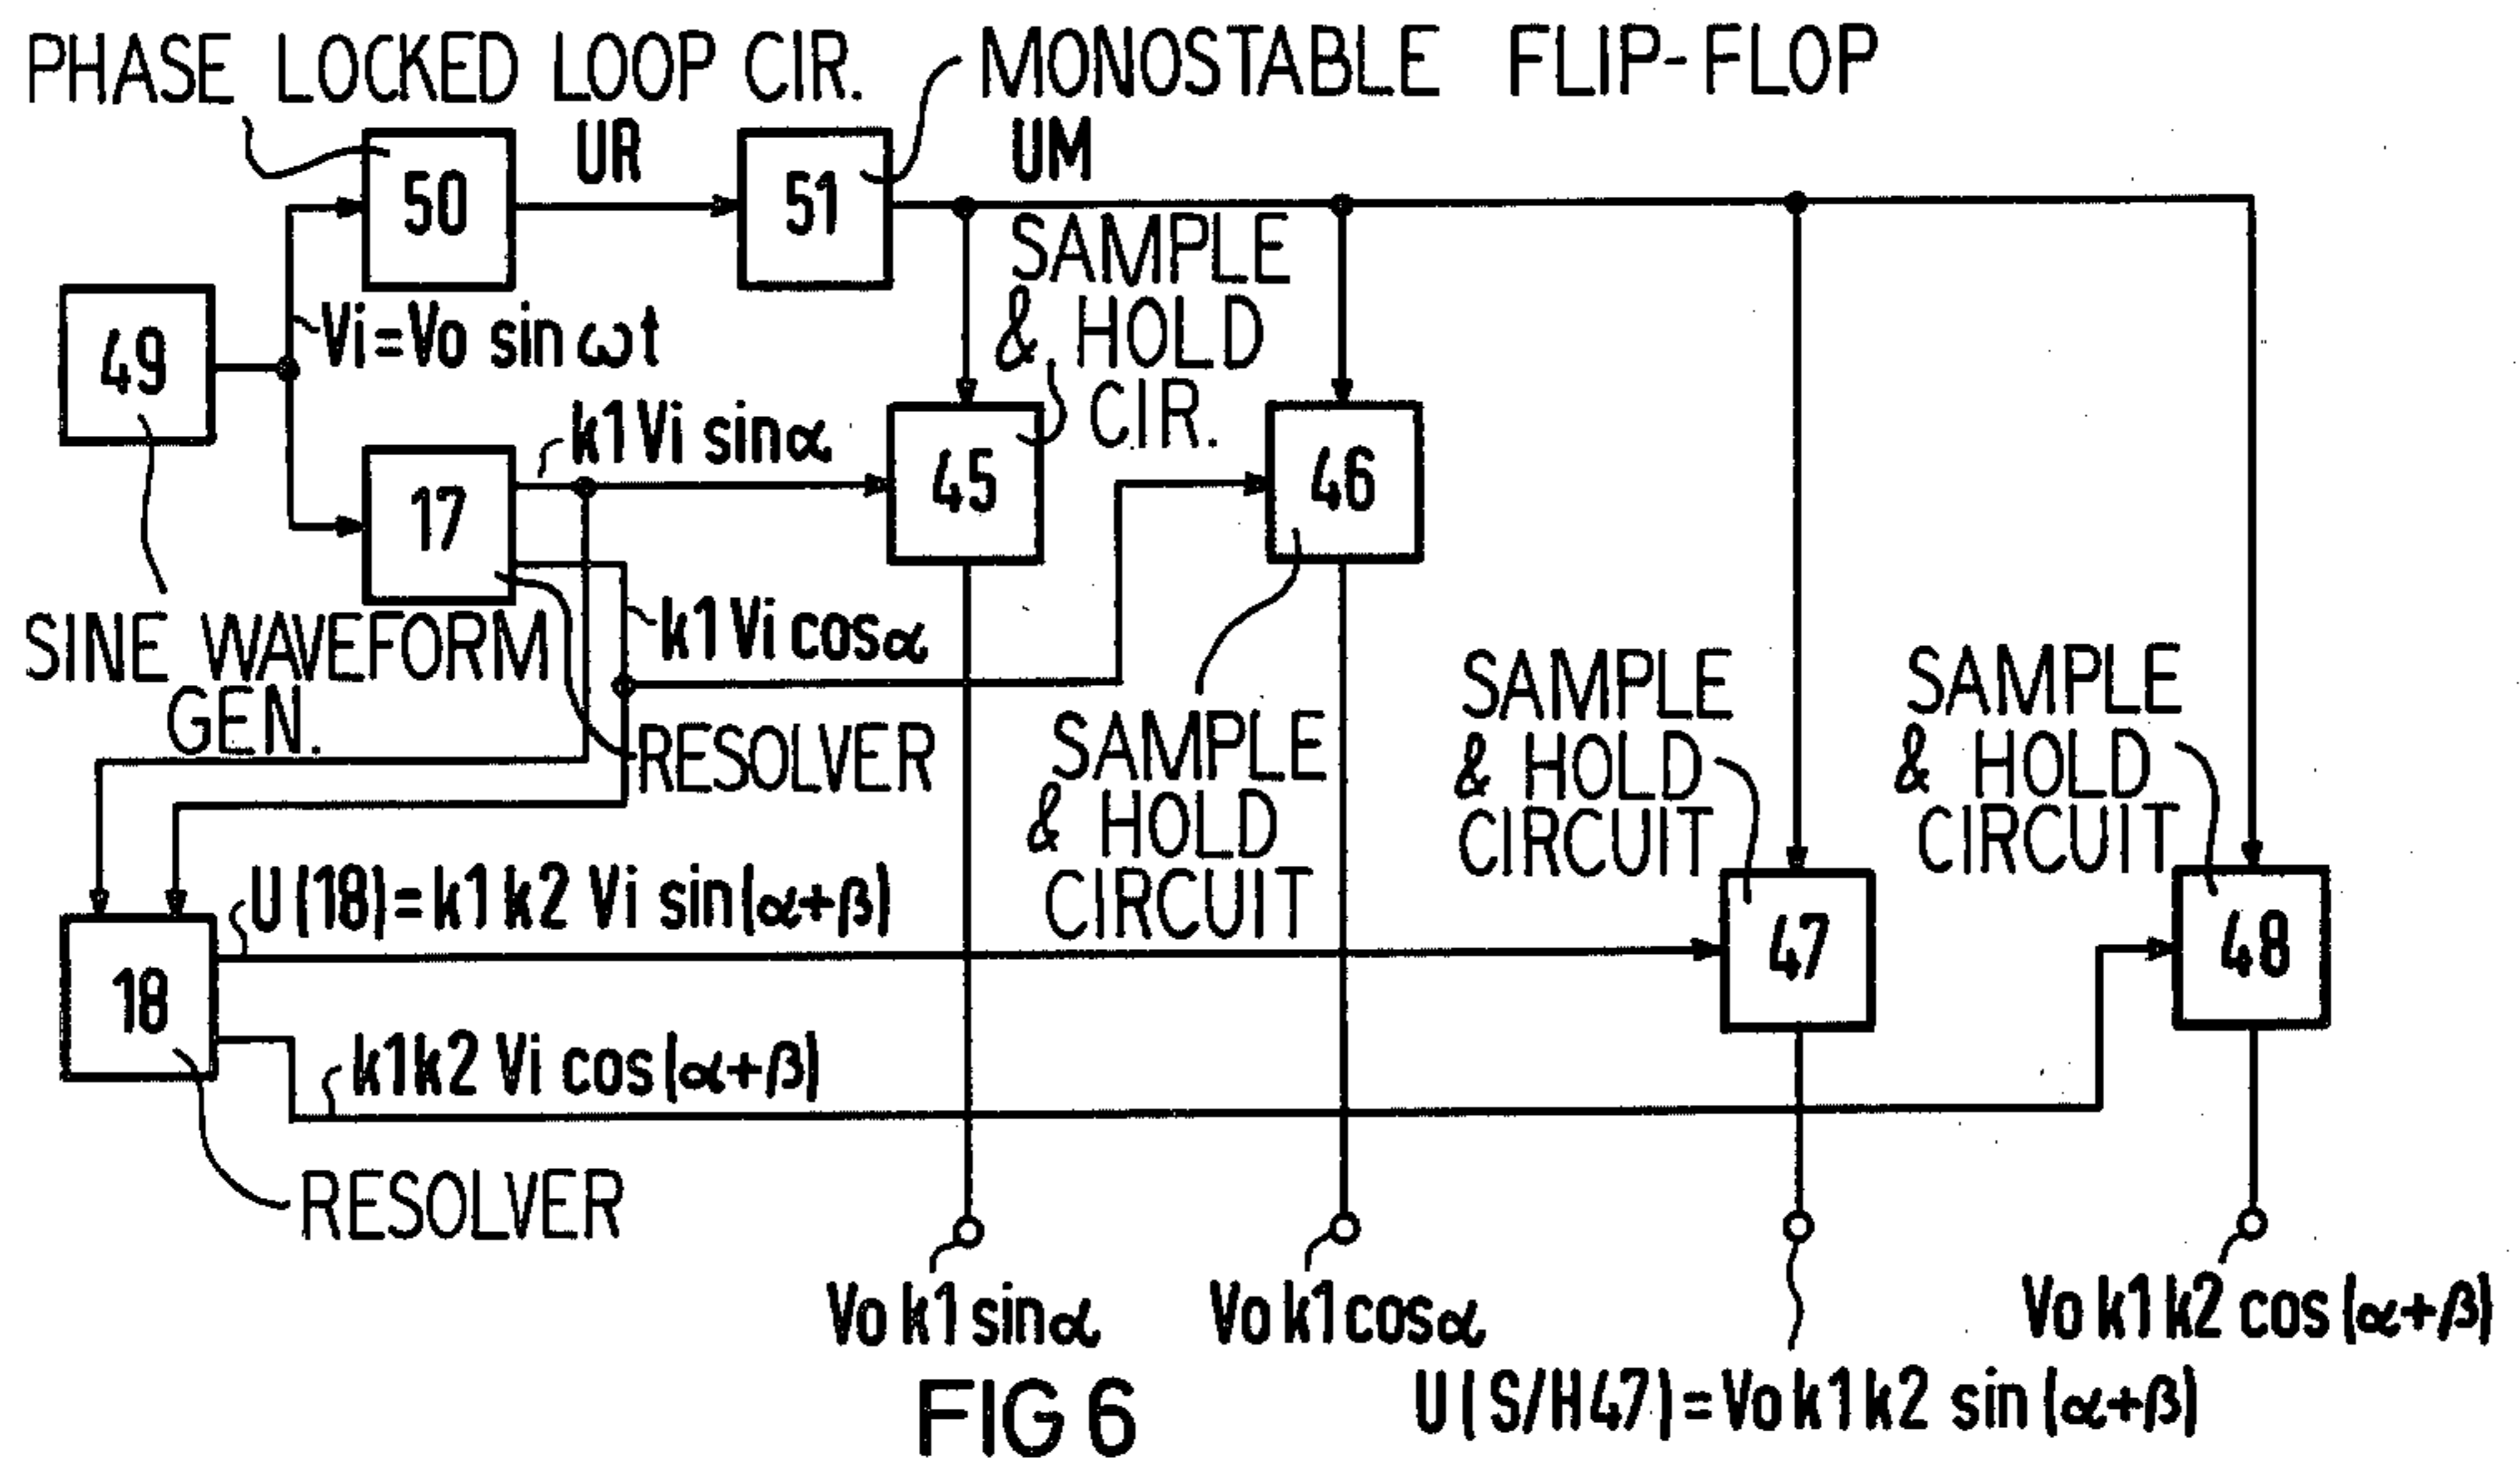 PHASE LOCKED LOOP CIR.
MONOSTABLE FLIP-FLOP
UR
UM
50
51
49
Vi=Vo sin ωt
SAMPLE
& HOLD
CIR.
k1 Vi sinα
17
45
46
k1 Vi cosα
SINE WAVEFORM
GEN.
RESOLVER
SAMPLE
& HOLD
CIRCUIT
SAMPLE
& HOLD
CIRCUIT
SAMPLE
& HOLD
CIRCUIT
U(18)=k1 k2 Vi sin(α+β)
18
47
48
k1k2 Vi cos(α+β)
RESOLVER
Vo k1 sinα
Vo k1 cosα
Vo k1 k2 cos(α+β)
U(S/H47)=Vo k1 k2 sin(α+β)
FIG 6